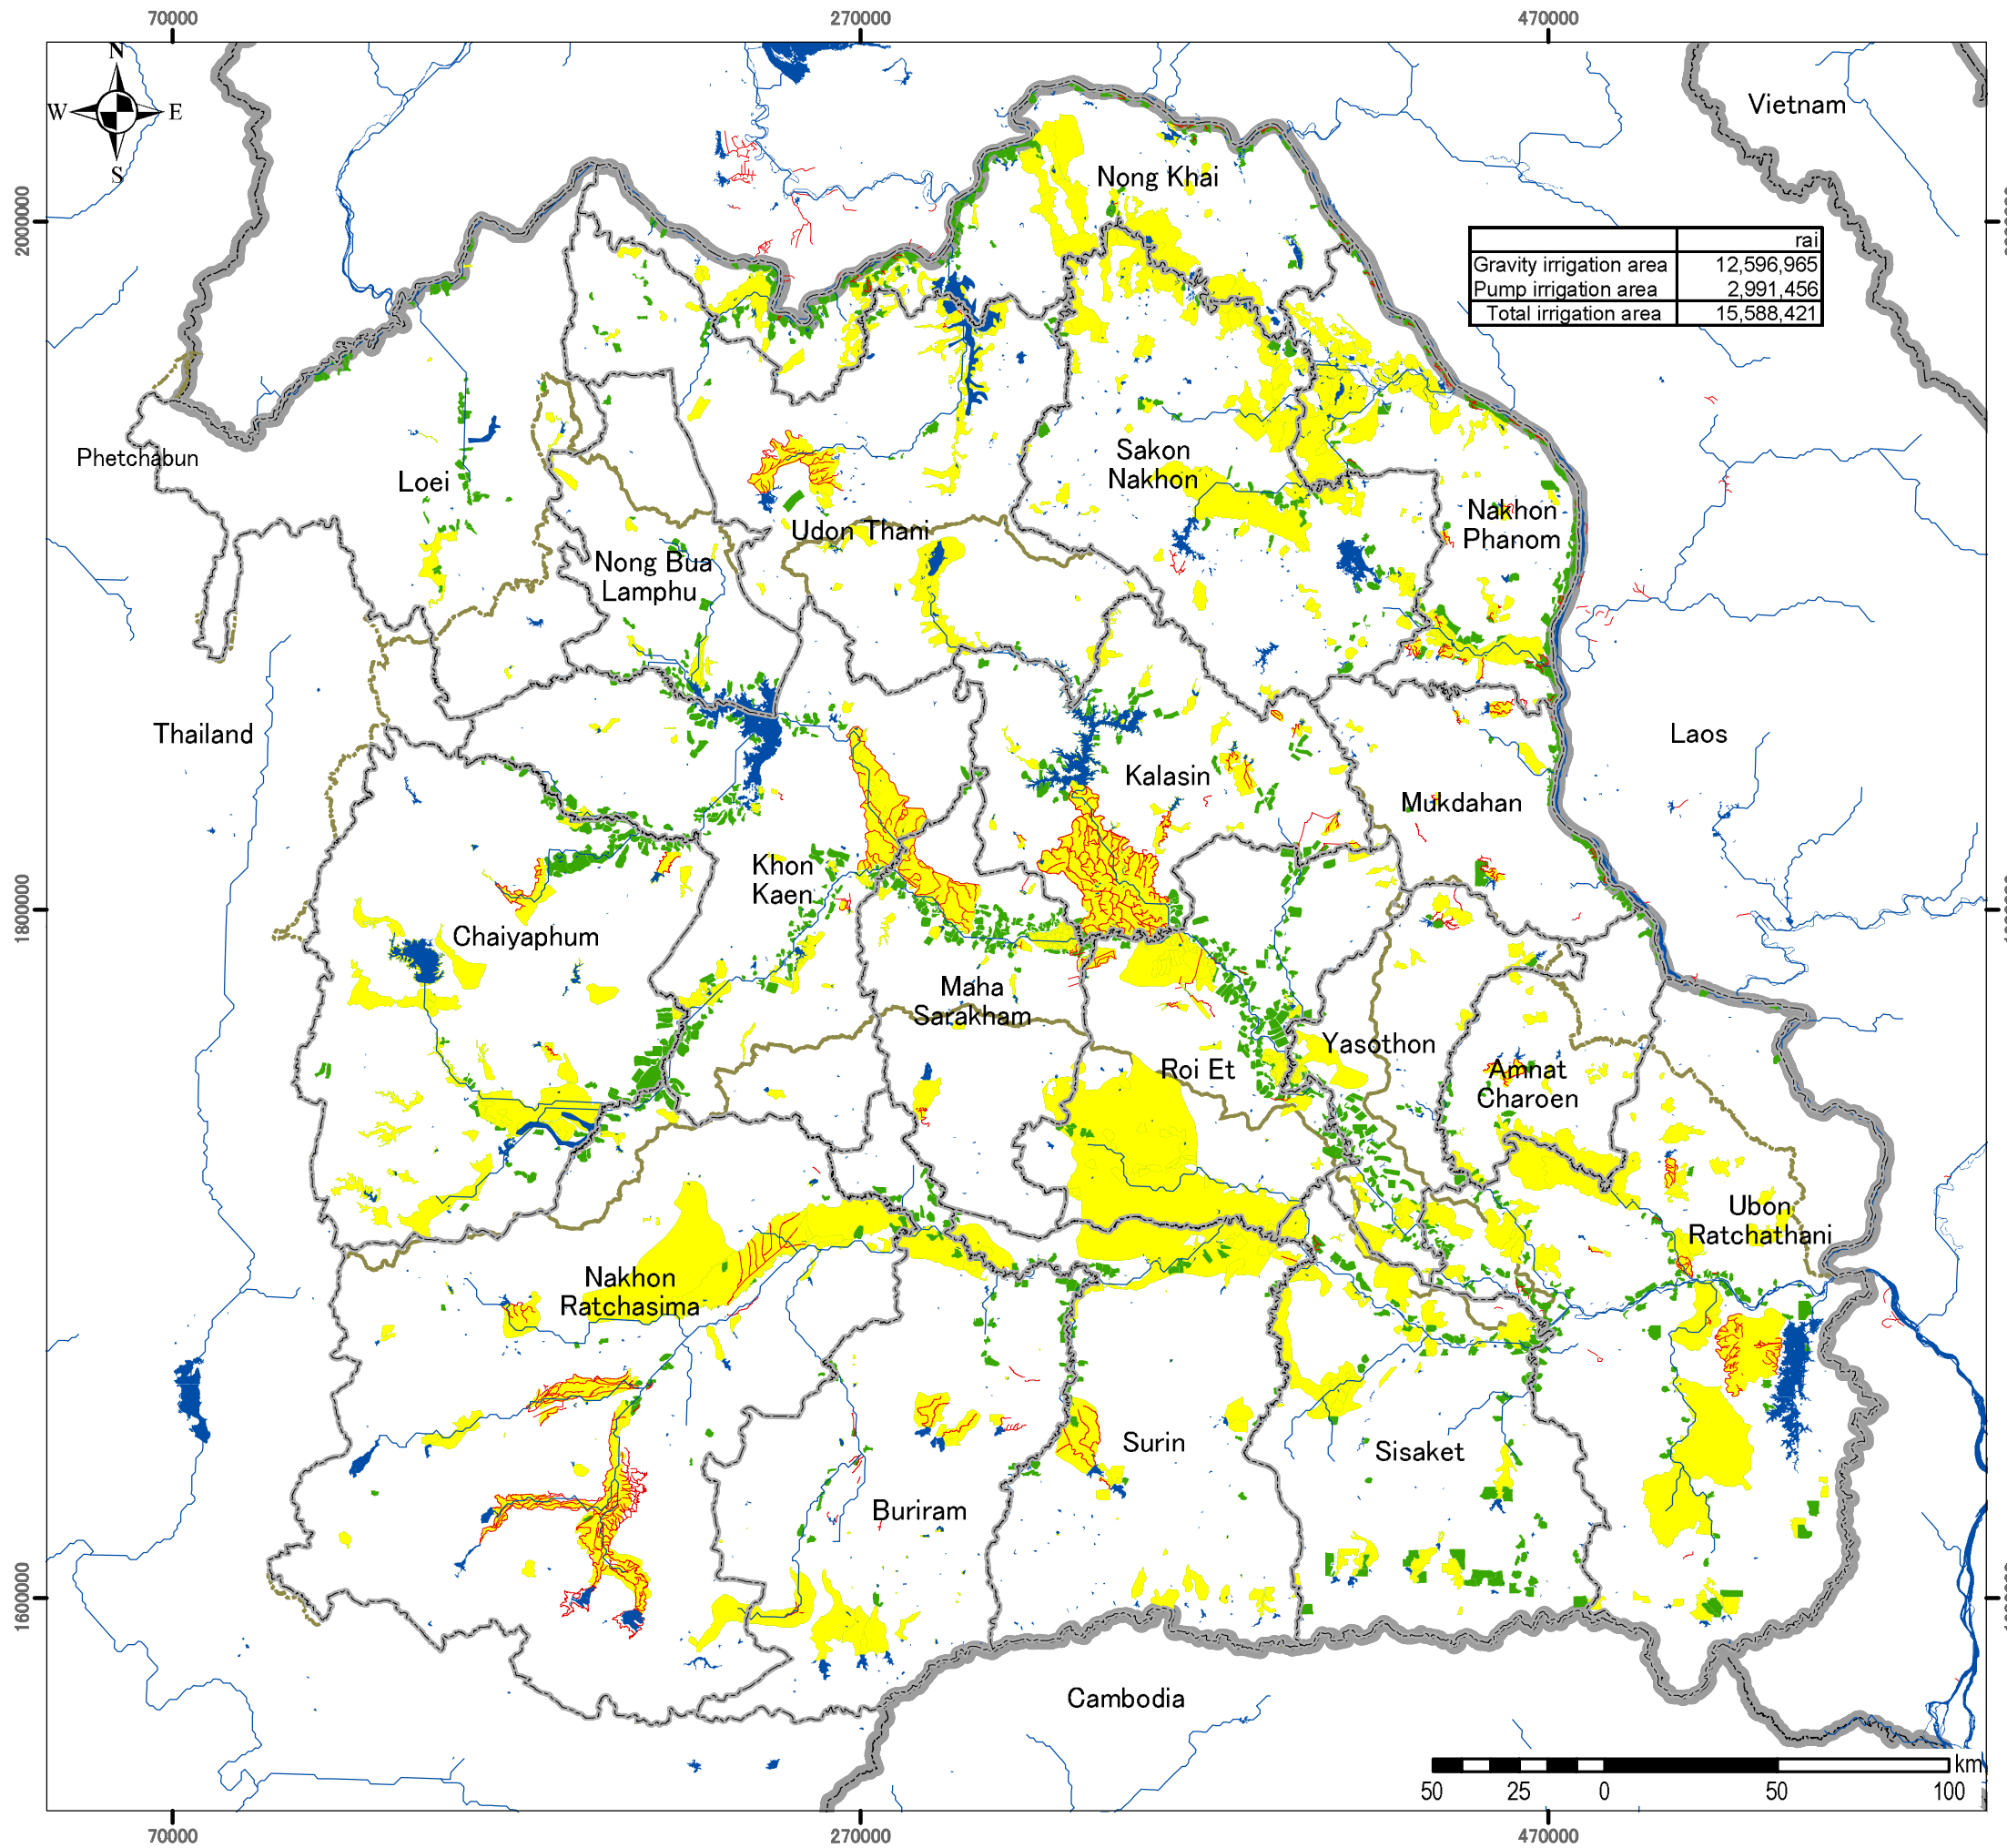 70000
270000
470000
N
W
E
S
Vietnam
Nong Khai
2000000
rai
Gravity irrigation area 12,596,965
Pump irrigation area 2,991,456
Total irrigation area 15,588,421
Phetchabun
Loei
Sakon
Nakhon
Udon Thani
Nakhon
Phanom
Nong Bua
Lamphu
Thailand
Laos
Kalasin
Mukdahan
Khon
Kaen
1800000
Chaiyaphum
Maha
Sarakham
Yasothon
Roi Et
Amnat
Charoen
Ubon
Ratchathani
Nakhon
Ratchasima
Surin
Sisaket
Buriram
1600000
Cambodia
km
50
25
0
50
100
70000
270000
470000